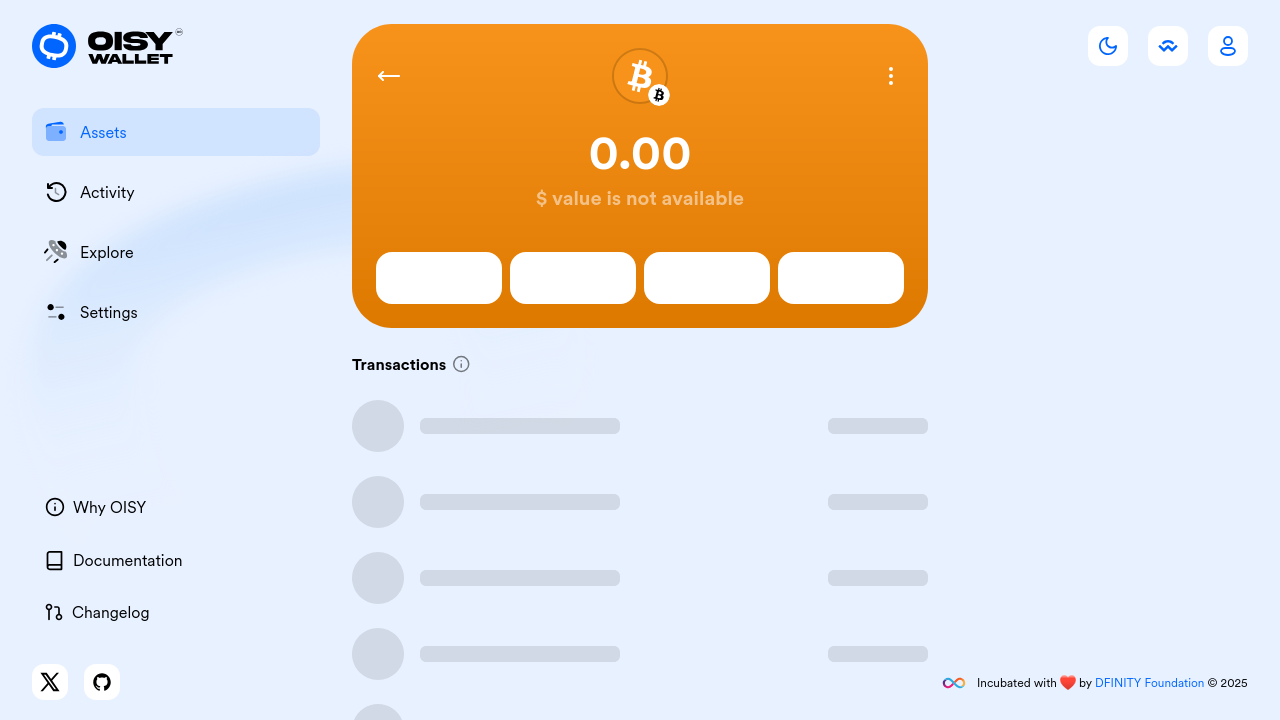 OISY
WALLET
Assets
Activity
Explore
Settings
Why OISY
Documentation
Changelog
0.00
$ value is not available
Transactions
Incubated with ❤️ by DFINITY Foundation © 2025